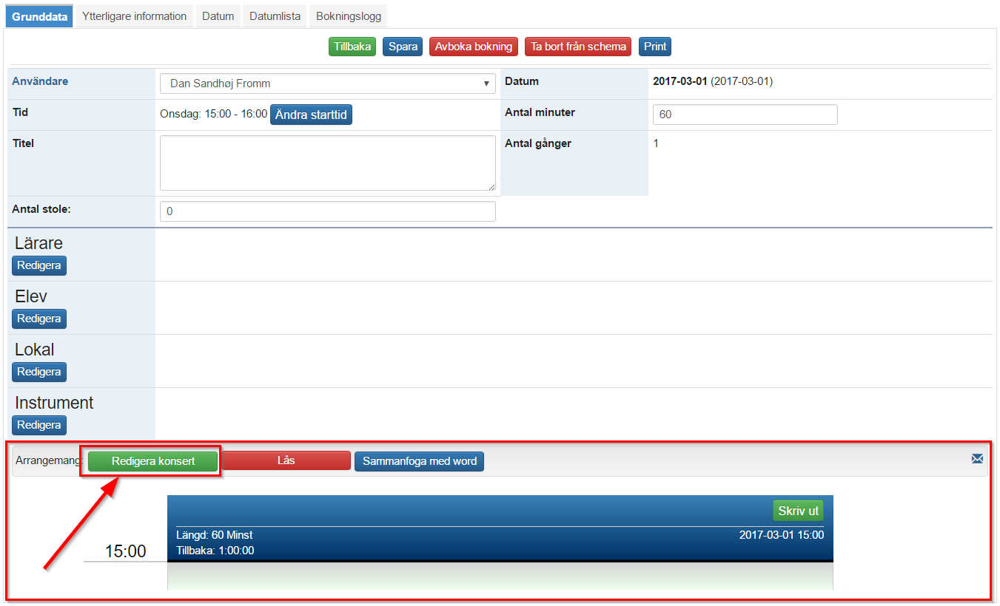 Grunddata Ytterligare information Datum Datumlista Bokningslogg
Tillbaka Spara Avboka bokning Ta bort från schema Print
Användare Dan Sandhøj Fromm Datum 2017-03-01 (2017-03-01)
Tid Onsdag: 15:00 - 16:00 Ändra starttid Antal minuter 60
Titel Antal gånger 1
Antal stole: 0
Lärare
Redigera
Elev
Redigera
Lokal
Redigera
Instrument
Redigera
Arrangemang: Redigera konsert Lås Sammanfoga med word
Skriv ut
Längd: 60 Minst 2017-03-01 15:00
15:00 Tillbaka: 1:00:00